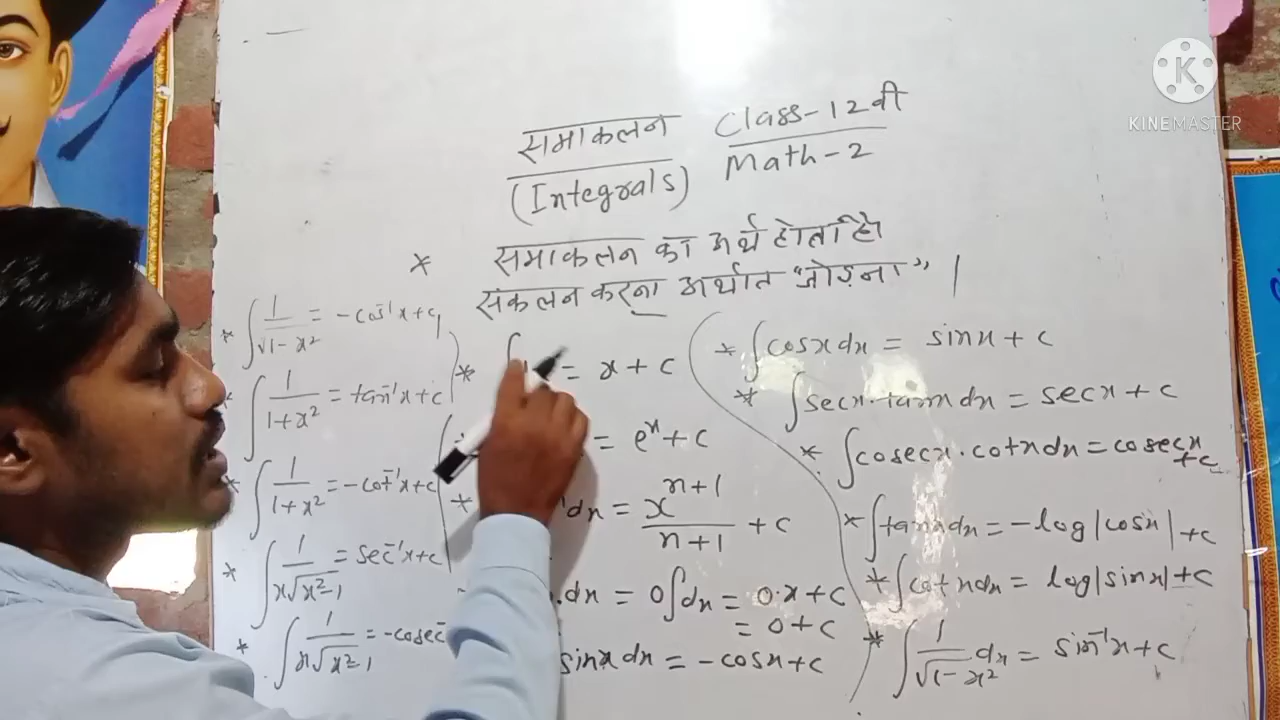 KINEMASTER
समाकलन
(Integrals)
Class-12वी
Math-2
* समाकलन का अर्थ होता है
संकलन करना अर्थात "जोड़ना" |
* ∫ 1/√1-x² = -cos⁻¹x+c
* ∫ 1/1+x² = tan⁻¹x+c
* ∫ 1/1+x² = -cot⁻¹x+c
* ∫ 1/x√x²-1 = sec⁻¹x+c
* ∫ 1/x√x²-1 = -cosec
* ∫ = x+c
= eˣ+c
* dx = xⁿ⁺¹/n+1 + c
.dx = 0∫dx = 0.x+c
= 0+c
sinx dx = -cosx+c
* ∫cosx dx = sinx+c
* ∫secx.tanx dx = secx+c
* ∫cosecx.cotx dx = cosecx
+c
* ∫tanx dx = -log|cosx|+c
* ∫cotx dx = log|sinx|+c
* ∫ 1/√1-x² dx = sin⁻¹x+c